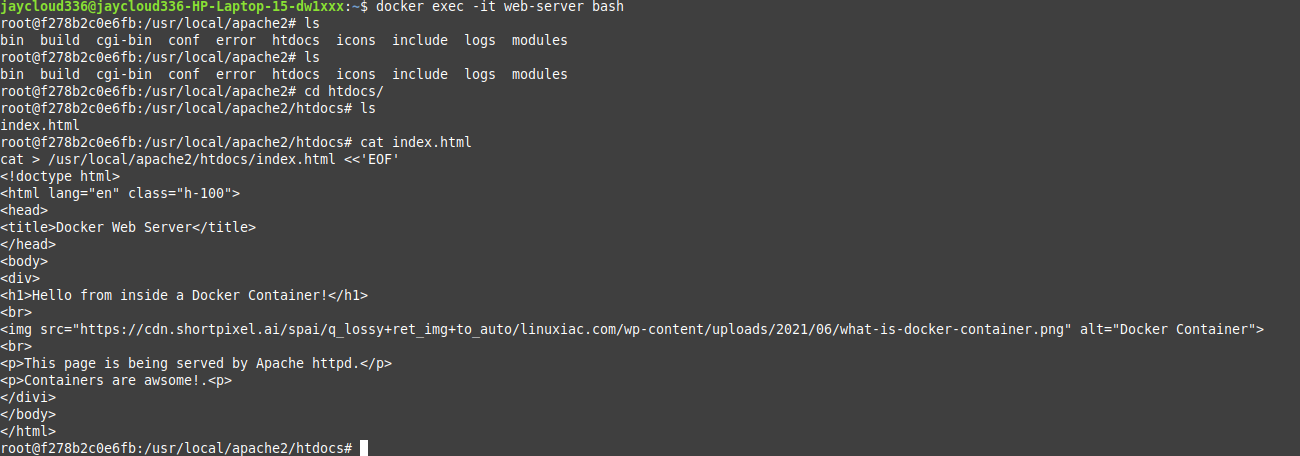 jaycloud336@jaycloud336-HP-Laptop-15-dw1xxx:~$ docker exec -it web-server bash
root@f278b2c0e6fb:/usr/local/apache2# ls
bin  build  cgi-bin  conf  error  htdocs  icons  include  logs  modules
root@f278b2c0e6fb:/usr/local/apache2# ls
bin  build  cgi-bin  conf  error  htdocs  icons  include  logs  modules
root@f278b2c0e6fb:/usr/local/apache2# cd htdocs/
root@f278b2c0e6fb:/usr/local/apache2/htdocs# ls
index.html
root@f278b2c0e6fb:/usr/local/apache2/htdocs# cat index.html
cat > /usr/local/apache2/htdocs/index.html <<'EOF'
<!doctype html>
<html lang="en" class="h-100">
<head>
<title>Docker Web Server</title>
</head>
<body>
<div>
<h1>Hello from inside a Docker Container!</h1>
<br>
<img src="https://cdn.shortpixel.ai/spai/q_lossy+ret_img+to_auto/linuxiac.com/wp-content/uploads/2021/06/what-is-docker-container.png" alt="Docker Container">
<br>
<p>This page is being served by Apache httpd.</p>
<p>Containers are awsome!.<p>
</divi>
</body>
</html>
root@f278b2c0e6fb:/usr/local/apache2/htdocs#